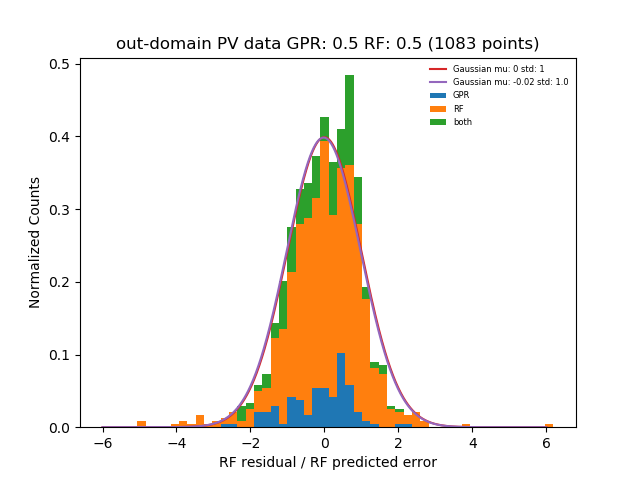 out-domain PV data GPR: 0.5 RF: 0.5 (1083 points)
Gaussian mu: 0 std: 1
Gaussian mu: -0.02 std: 1.0
GPR
RF
both
Normalized Counts
0.5
0.4
0.3
0.2
0.1
0.0
−6 −4 −2 0 2 4 6
RF residual / RF predicted error